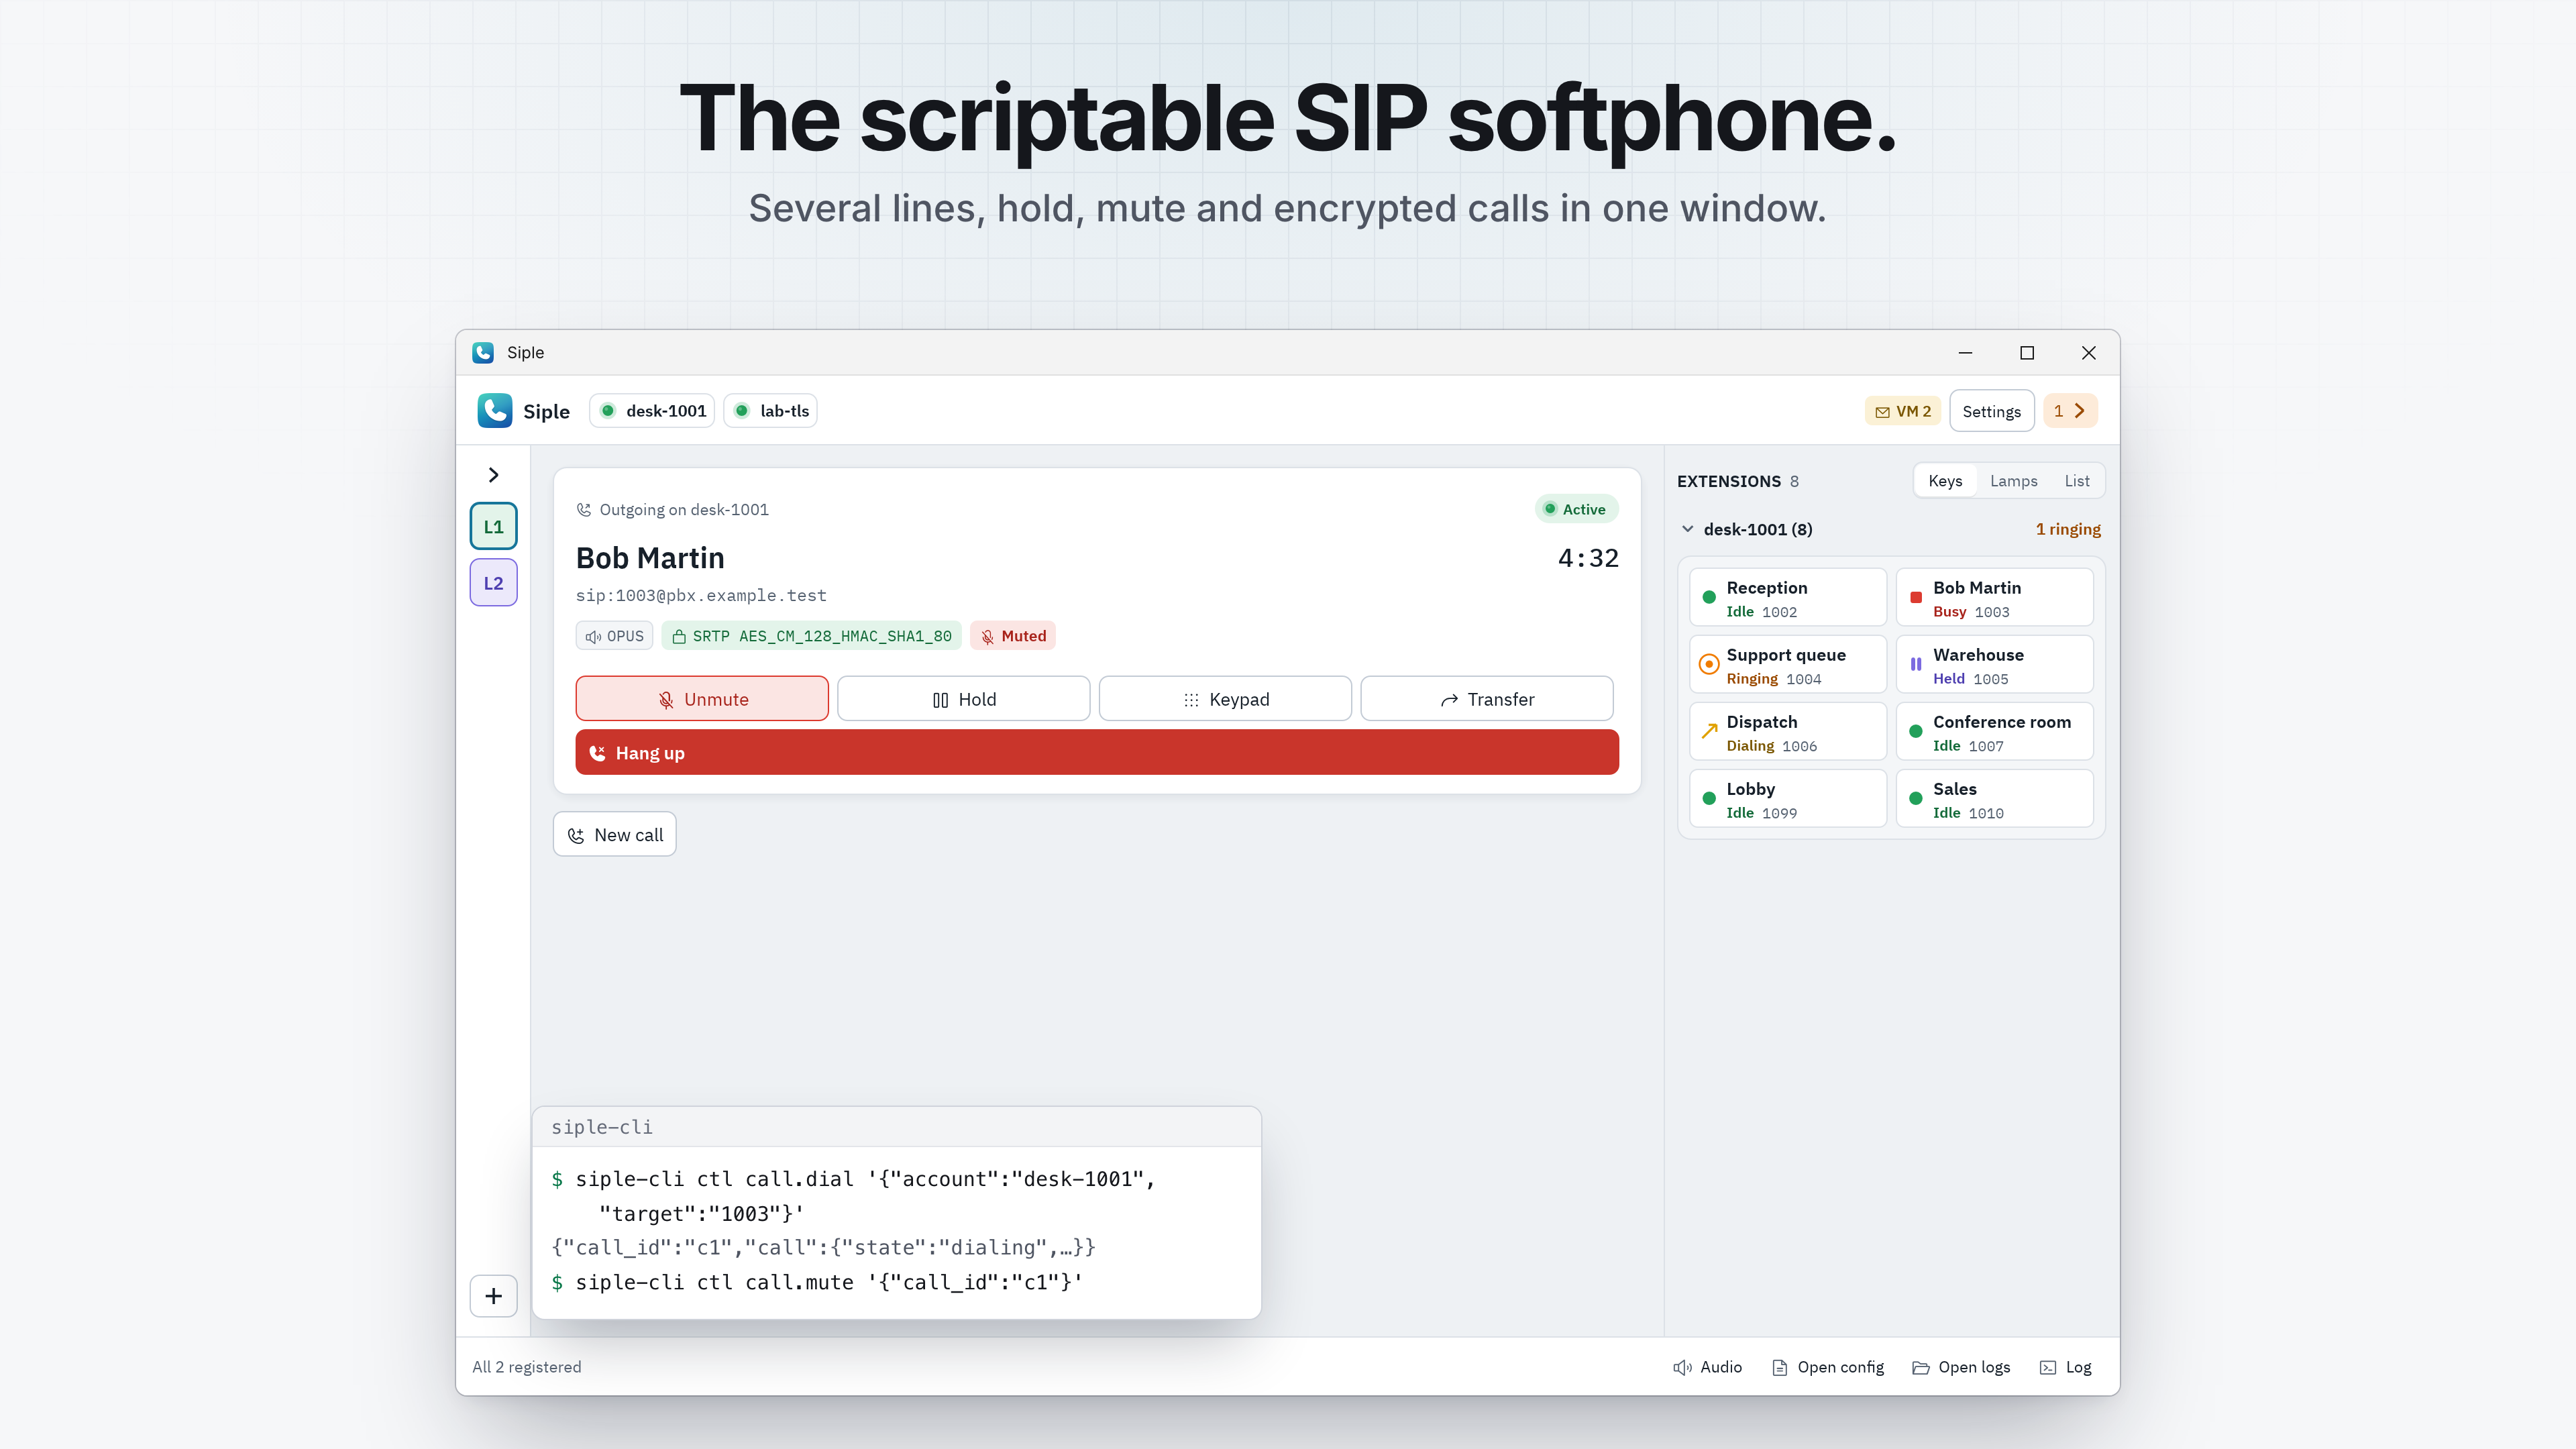 The scriptable SIP softphone.
Several lines, hold, mute and encrypted calls in one window.
Siple
Siple
desk-1001
lab-tls
VM 2
Settings
1
L1
L2
Outgoing on desk-1001
Active
Bob Martin
4:32
sip:1003@pbx.example.test
OPUS
SRTP AES_CM_128_HMAC_SHA1_80
Muted
Unmute
Hold
Keypad
Transfer
Hang up
New call
EXTENSIONS 8
Keys
Lamps
List
desk-1001 (8)
1 ringing
Reception
Idle 1002
Bob Martin
Busy 1003
Support queue
Ringing 1004
Warehouse
Held 1005
Dispatch
Dialing 1006
Conference room
Idle 1007
Lobby
Idle 1099
Sales
Idle 1010
siple-cli
$ siple-cli ctl call.dial '{"account":"desk-1001",
"target":"1003"}'
{"call_id":"c1","call":{"state":"dialing",…}}
$ siple-cli ctl call.mute '{"call_id":"c1"}'
All 2 registered
Audio
Open config
Open logs
Log